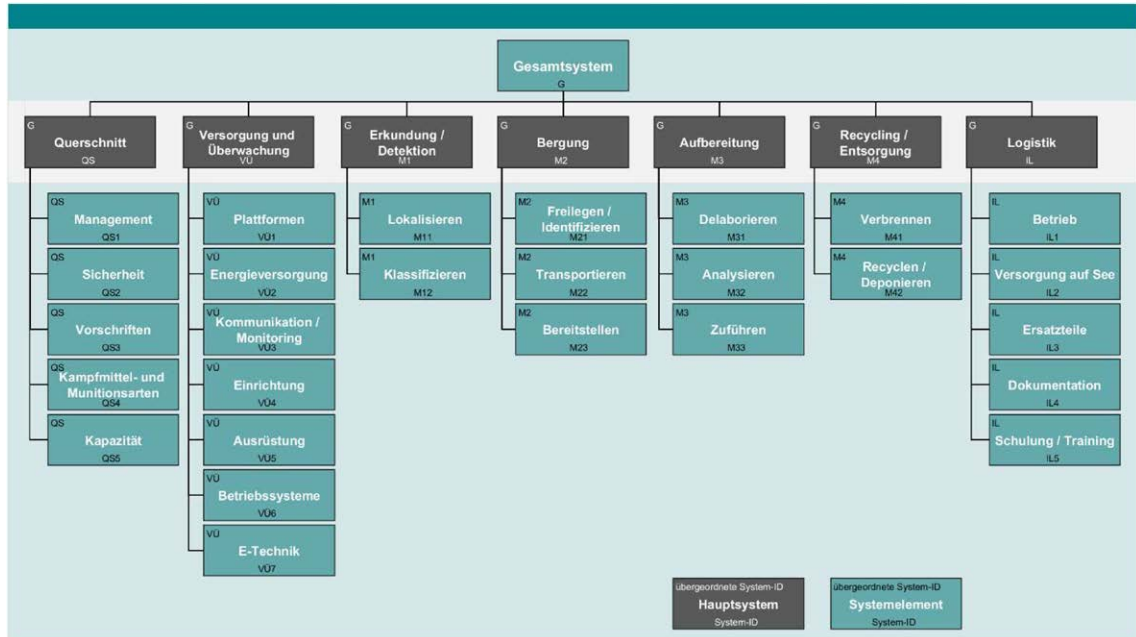 Gesamtsystem
G
G
Querschnitt
QS
G
Versorgung und
Überwachung
VÜ
G
Erkundung /
Detektion
M1
G
Bergung
M2
G
Aufbereitung
M3
G
Recycling /
Entsorgung
M4
G
Logistik
IL
QS
Management
QS1
QS
Sicherheit
QS2
QS
Vorschriften
QS3
QS
Kampfmittel- und
Munitionsarten
QS4
QS
Kapazität
QS5
VÜ
Plattformen
VÜ1
VÜ
Energieversorgung
VÜ2
VÜ
Kommunikation /
Monitoring
VÜ3
VÜ
Einrichtung
VÜ4
VÜ
Ausrüstung
VÜ5
VÜ
Betriebssysteme
VÜ6
VÜ
E-Technik
VÜ7
M1
Lokalisieren
M11
M1
Klassifizieren
M12
M2
Freilegen /
Identifizieren
M21
M2
Transportieren
M22
M2
Bereitstellen
M23
M3
Delaborieren
M31
M3
Analysieren
M32
M3
Zuführen
M33
M4
Verbrennen
M41
M4
Recyclen /
Deponieren
M42
IL
Betrieb
IL1
IL
Versorgung auf See
IL2
IL
Ersatzteile
IL3
IL
Dokumentation
IL4
IL
Schulung / Training
IL5
übergeordnete System-ID
Hauptsystem
System-ID
übergeordnete System-ID
Systemelement
System-ID